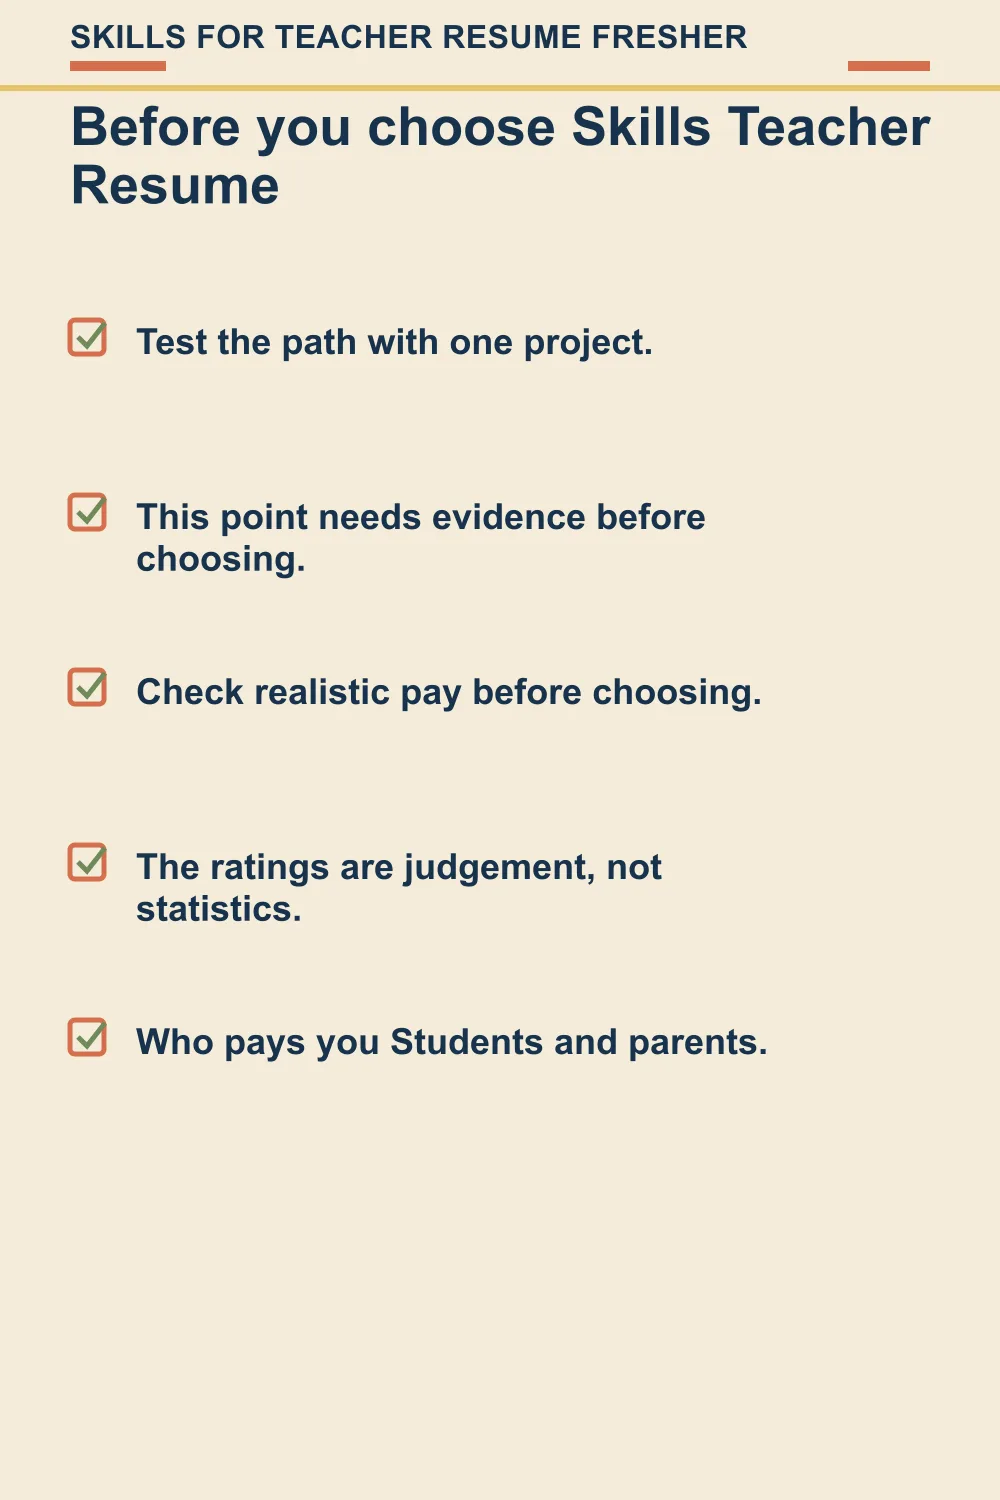 SKILLS FOR TEACHER RESUME FRESHER
Before you choose Skills Teacher
Resume
Test the path with one project.
This point needs evidence before
choosing.
Check realistic pay before choosing.
The ratings are judgement, not
statistics.
Who pays you Students and parents.